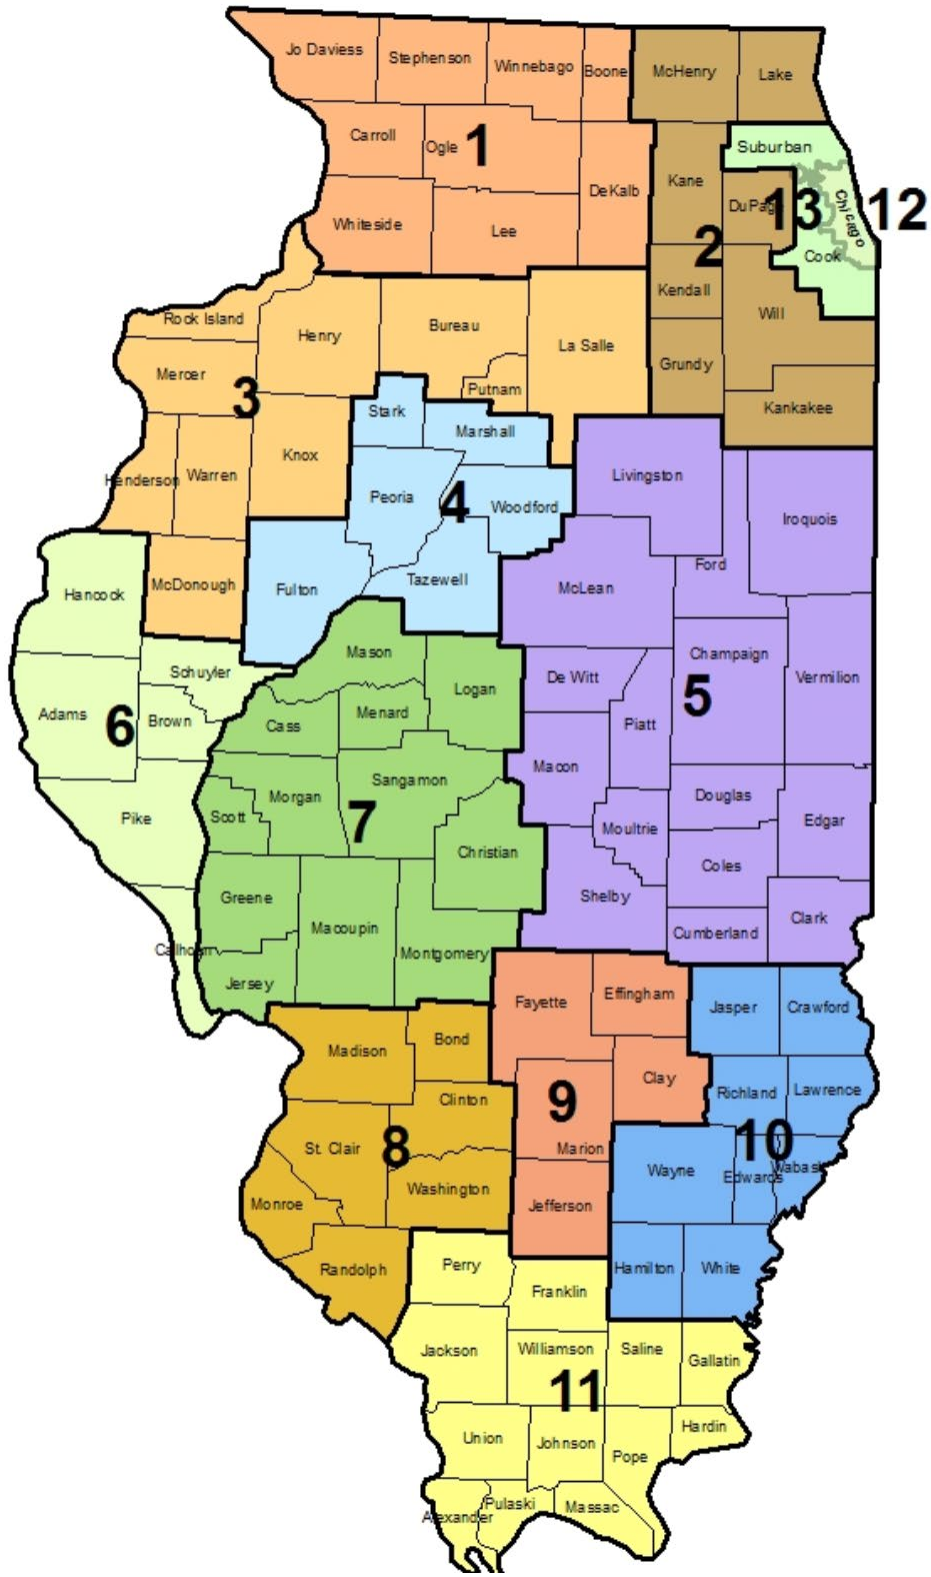 Jo Daviess
Stephenson
Winnebago
Boone
McHenry
Lake
Carroll
Ogle
1
DeKalb
Kane
Suburban
Whiteside
Lee
DuPage
13
Chicago
12
2
Cook
Kendall
Will
Rock Island
Henry
Bureau
La Salle
Mercer
3
Putnam
Grundy
Kankakee
Stark
Marshall
Henderson
Warren
Knox
Peoria
4
Woodford
Livingston
Iroquois
Hancock
McDonough
Fulton
Tazewell
McLean
Ford
Mason
Schuyler
Logan
De Witt
Champaign
Vermilion
Adams
6
Brown
Cass
Menard
Piatt
5
Macon
Pike
Scott
Morgan
Sangamon
7
Christian
Moultrie
Douglas
Edgar
Coles
Greene
Macoupin
Shelby
Cumberland
Clark
Calhoun
Jersey
Montgomery
Fayette
Effingham
Jasper
Crawford
Madison
Bond
Clay
Richland
Lawrence
Clinton
9
St. Clair
8
Marion
10
Wayne
Edwards
Wabash
Monroe
Washington
Jefferson
Randolph
Perry
Franklin
Hamilton
White
Jackson
Williamson
Saline
Gallatin
11
Union
Johnson
Pope
Hardin
Alexander
Pulaski
Massac